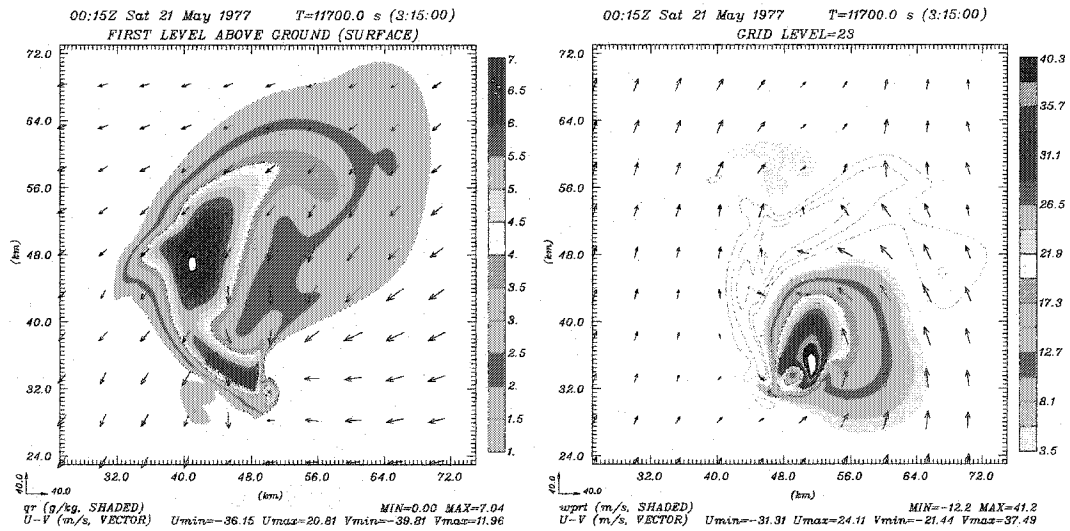 00:15Z Sat 21 May 1977 T=11700.0 s (3:15:00)
FIRST LEVEL ABOVE GROUND (SURFACE)
72.0
64.0
56.0
48.0
40.0
32.0
24.0
(km)
32.0 40.0 48.0 56.0 64.0 72.0
(km)
7.
6.5
6.
5.5
5.
4.5
4.
3.5
3.
2.5
2.
1.5
1.
40.0
40.0
qr (g/kg, SHADED) MIN=0.00 MAX=7.04
U-V (m/s, VECTOR) Umin=-36.15 Umax=20.81 Vmin=-39.81 Vmax=11.96
00:15Z Sat 21 May 1977 T=11700.0 s (3:15:00)
GRID LEVEL=23
72.0
64.0
56.0
48.0
40.0
32.0
24.0
(km)
32.0 40.0 48.0 56.0 64.0 72.0
(km)
40.3
35.7
31.1
26.5
21.9
17.3
12.7
8.1
3.5
40.0
40.0
wprt (m/s, SHADED) MIN=-12.2 MAX=41.2
U-V (m/s, VECTOR) Umin=-31.31 Umax=24.11 Vmin=-21.44 Vmax=37.49